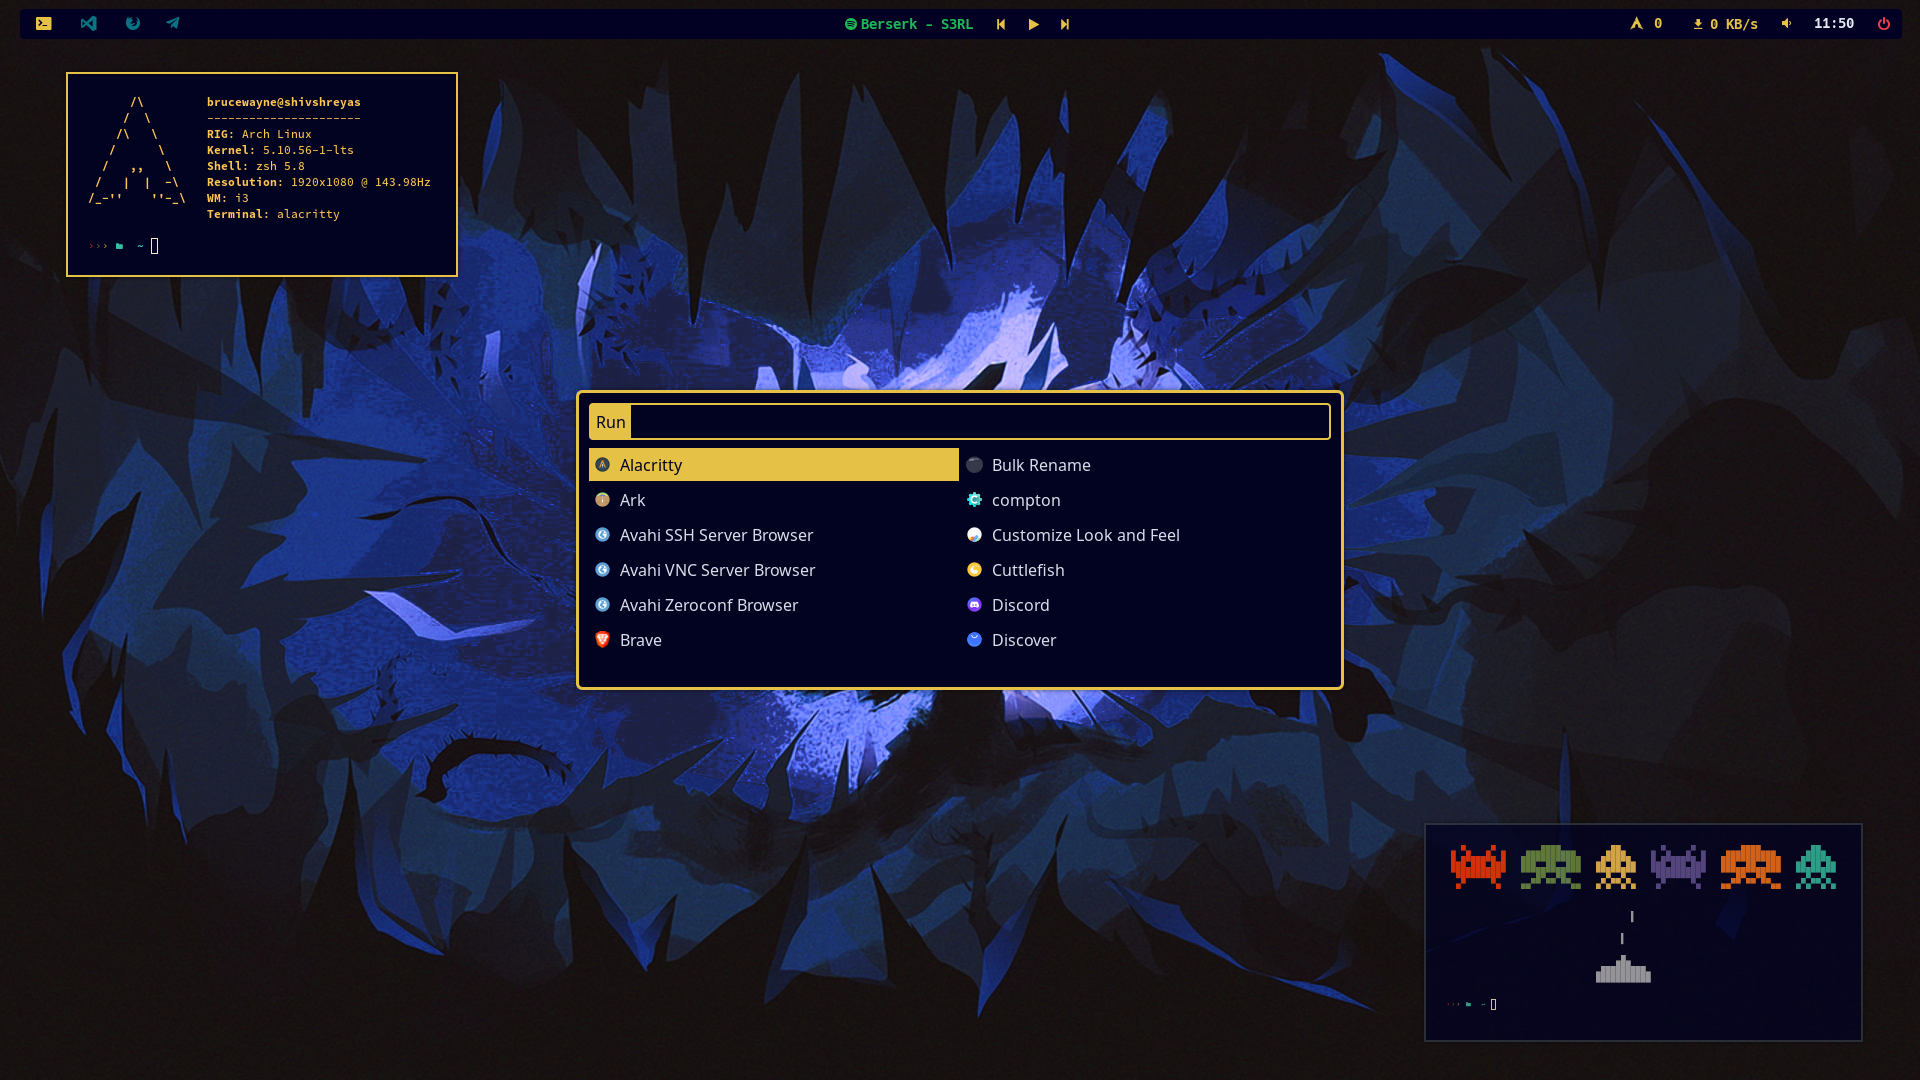 Berserk - S3RL
0
0 KB/s
11:50
brucewayne@shivshreyas
----------------------
RIG: Arch Linux
Kernel: 5.10.56-1-lts
Shell: zsh 5.8
Resolution: 1920x1080 @ 143.98Hz
WM: i3
Terminal: alacritty
››› ~
Run
Alacritty
Ark
Avahi SSH Server Browser
Avahi VNC Server Browser
Avahi Zeroconf Browser
Brave
Bulk Rename
compton
Customize Look and Feel
Cuttlefish
Discord
Discover
››› ~